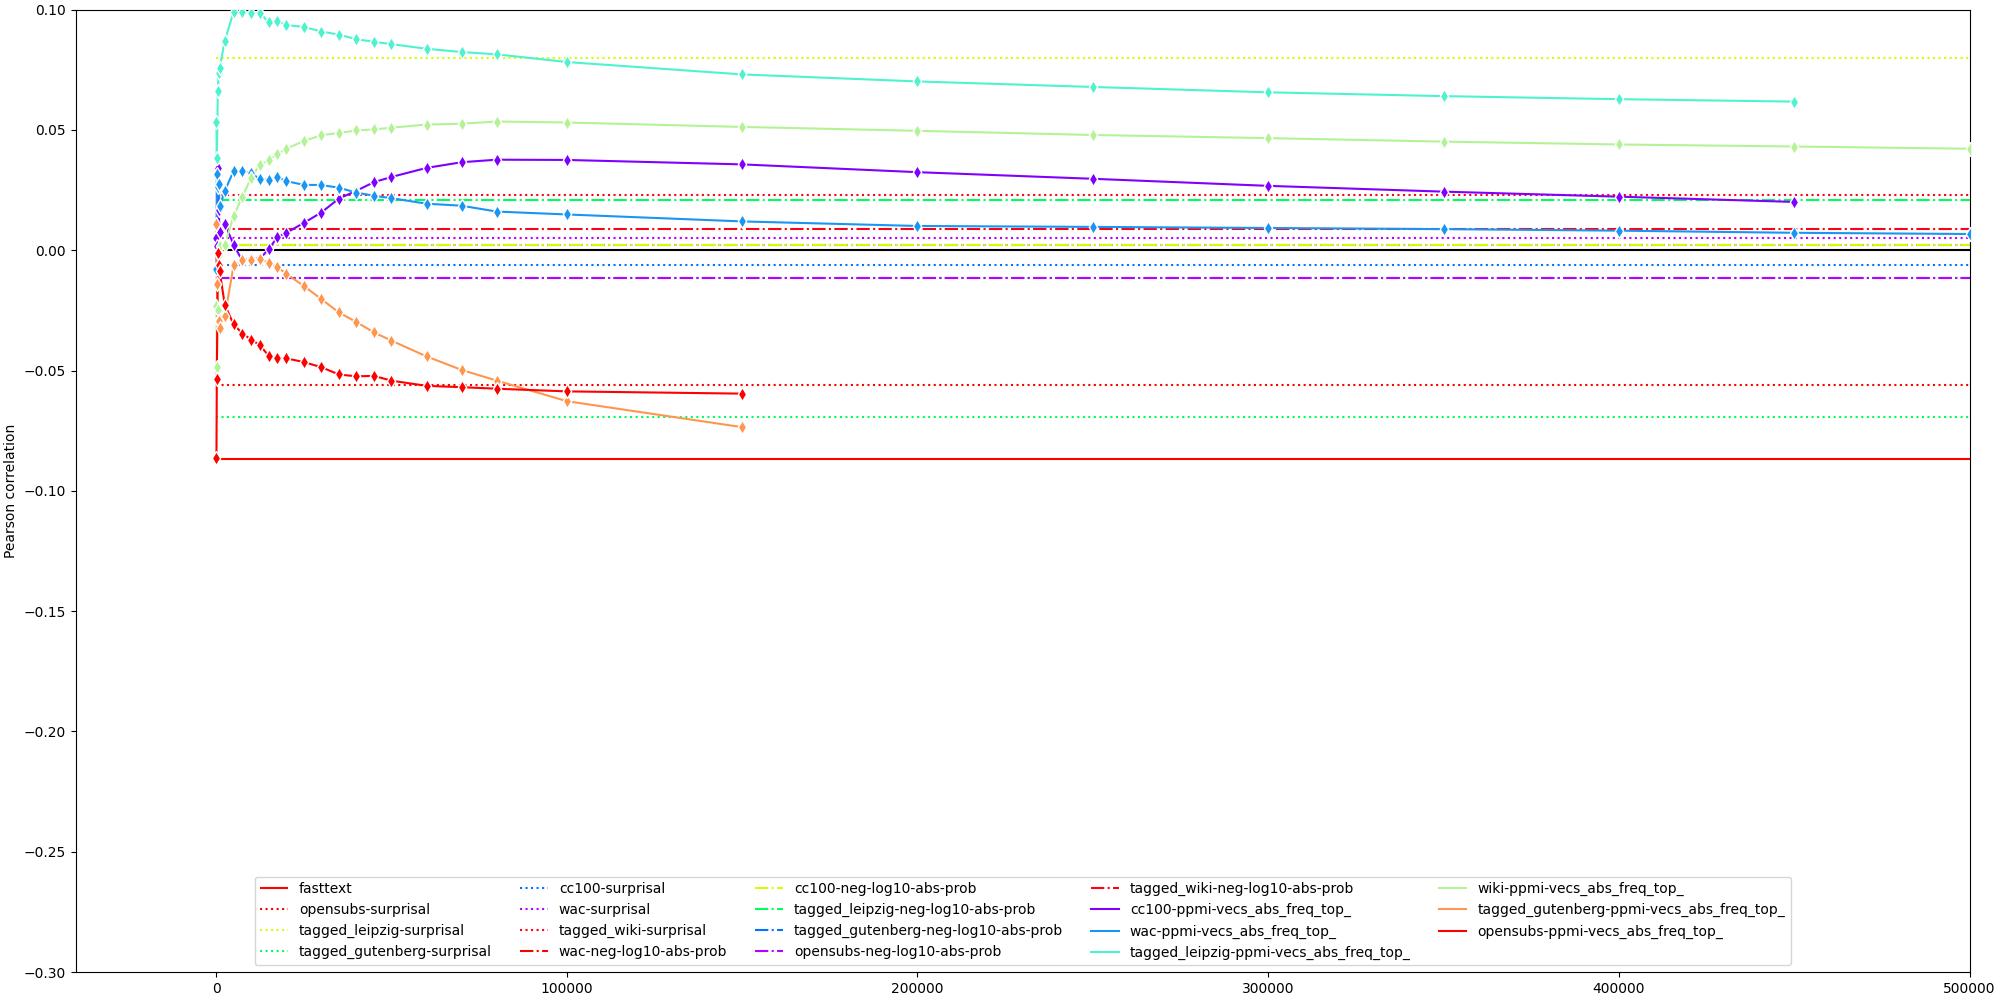 0.10
0.05
0.00
−0.05
−0.10
−0.15
−0.20
−0.25
−0.30
Pearson correlation
fasttext
opensubs-surprisal
tagged_leipzig-surprisal
tagged_gutenberg-surprisal
cc100-surprisal
wac-surprisal
tagged_wiki-surprisal
wac-neg-log10-abs-prob
cc100-neg-log10-abs-prob
tagged_leipzig-neg-log10-abs-prob
tagged_gutenberg-neg-log10-abs-prob
opensubs-neg-log10-abs-prob
tagged_wiki-neg-log10-abs-prob
cc100-ppmi-vecs_abs_freq_top_
wac-ppmi-vecs_abs_freq_top_
tagged_leipzig-ppmi-vecs_abs_freq_top_
wiki-ppmi-vecs_abs_freq_top_
tagged_gutenberg-ppmi-vecs_abs_freq_top_
opensubs-ppmi-vecs_abs_freq_top_
0 100000 200000 300000 400000 500000